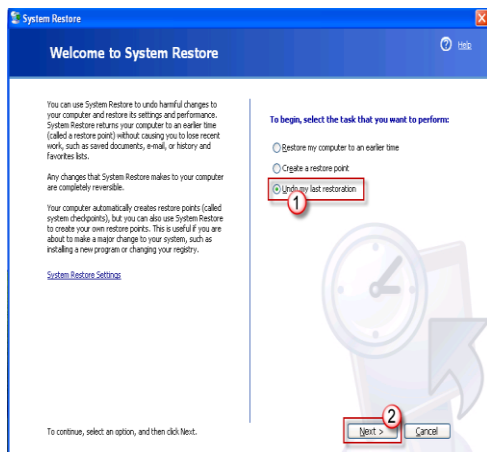 System Restore
Welcome to System Restore
Help
You can use System Restore to undo harmful changes to
your computer and restore its settings and performance.
System Restore returns your computer to an earlier time
(called a restore point) without causing you to lose recent
work, such as saved documents, e-mail, or history and
favorites lists.
Any changes that System Restore makes to your computer
are completely reversible.
Your computer automatically creates restore points (called
system checkpoints), but you can also use System Restore
to create your own restore points. This is useful if you are
about to make a major change to your system, such as
installing a new program or changing your registry.
System Restore Settings
To begin, select the task that you want to perform:
Restore my computer to an earlier time
Create a restore point
Undo my last restoration
1
2
To continue, select an option, and then click Next.
Next >
Cancel